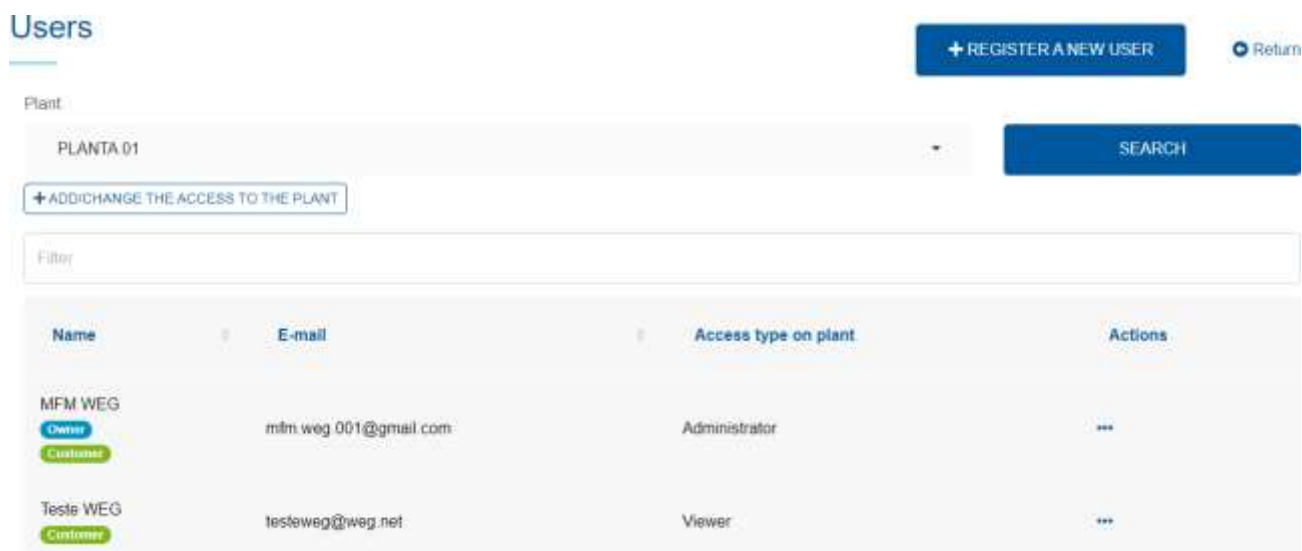 Users
+ REGISTER A NEW USER
Return
Plant
PLANTA 01
SEARCH
+ ADD/CHANGE THE ACCESS TO THE PLANT
Filter
Name E-mail Access type on plant Actions
MFM WEG
Owner
Customer
mfm.weg.001@gmail.com Administrator •••
Teste WEG
Customer
testeweg@weg.net Viewer •••